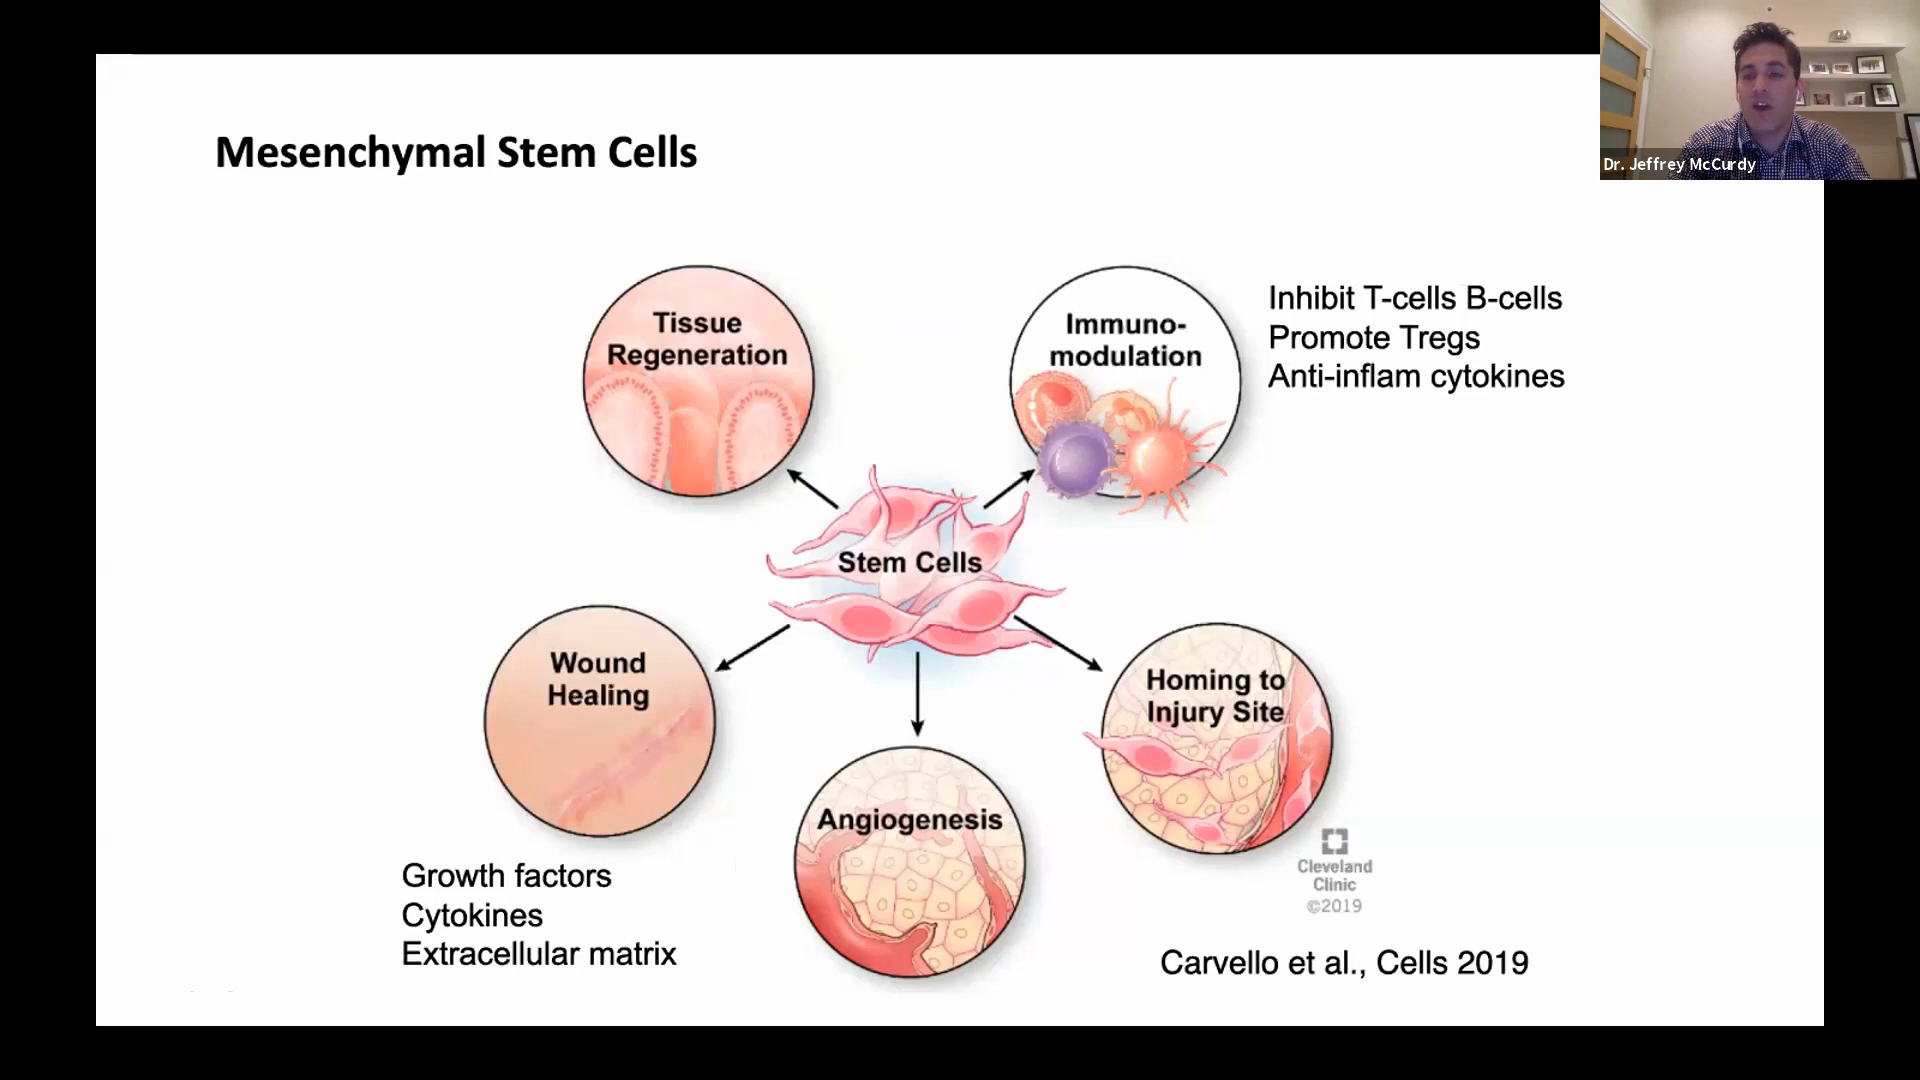 Mesenchymal Stem Cells
Dr. Jeffrey McCurdy
Tissue
Regeneration
Immuno-
modulation
Inhibit T-cells B-cells
Promote Tregs
Anti-inflam cytokines
Stem Cells
Wound
Healing
Homing to
Injury Site
Angiogenesis
Growth factors
Cytokines
Extracellular matrix
Cleveland
Clinic
©2019
Carvello et al., Cells 2019